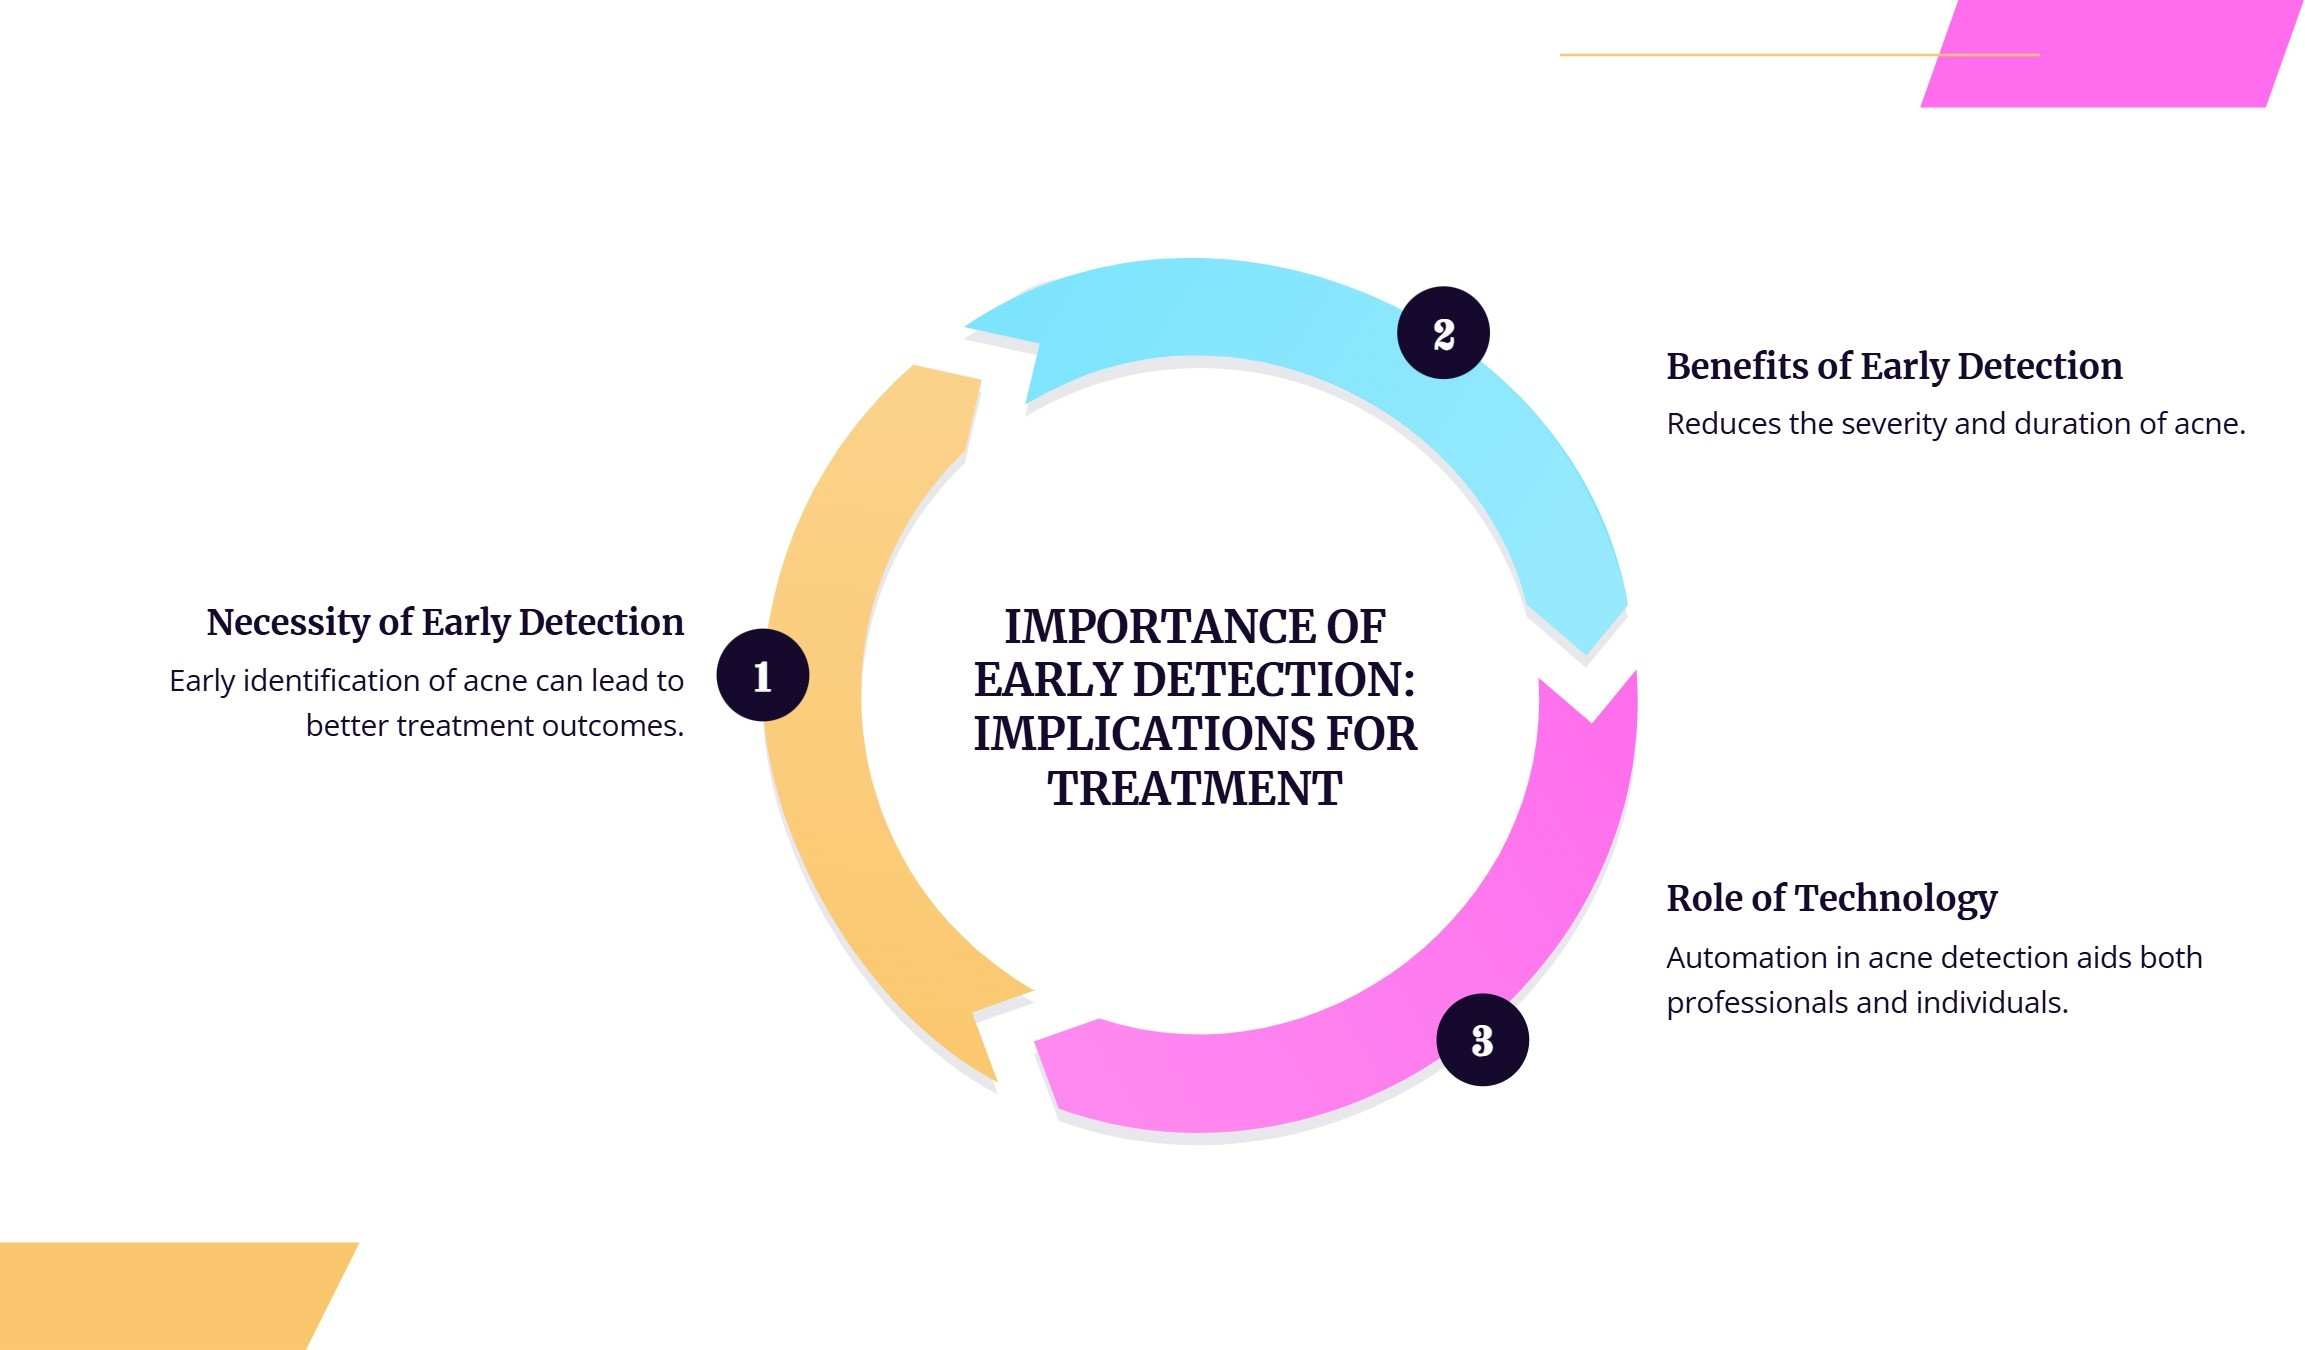 IMPORTANCE OF
EARLY DETECTION:
IMPLICATIONS FOR
TREATMENT
1
Necessity of Early Detection
Early identification of acne can lead to
better treatment outcomes.
2
Benefits of Early Detection
Reduces the severity and duration of acne.
3
Role of Technology
Automation in acne detection aids both
professionals and individuals.